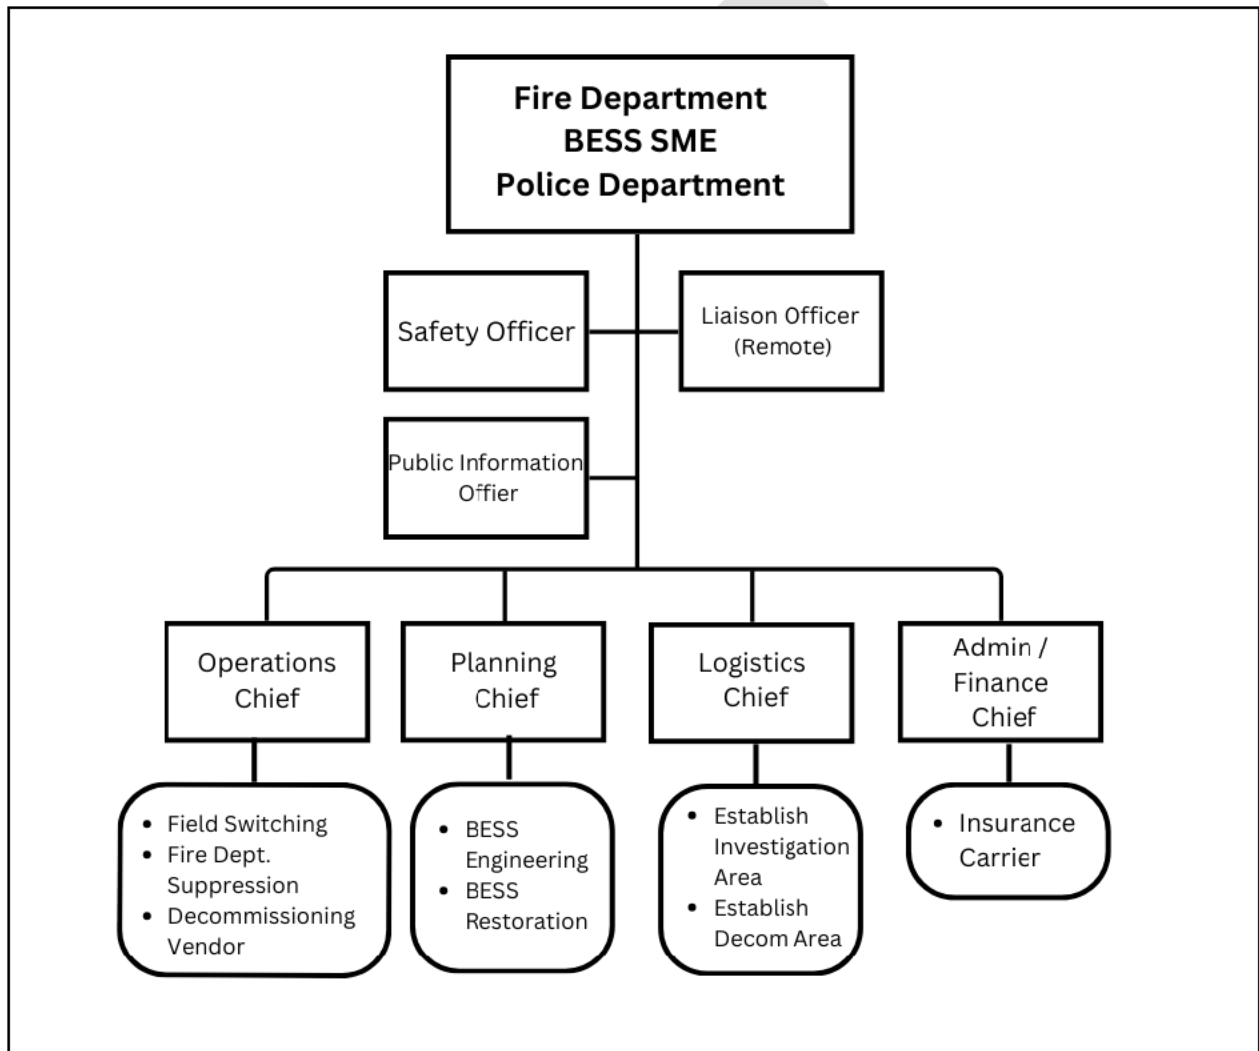 Fire Department
BESS SME
Police Department
Safety Officer
Liaison Officer
(Remote)
Public Information
Offier
Operations
Chief
Planning
Chief
Logistics
Chief
Admin /
Finance
Chief
• Field Switching
• Fire Dept.
Suppression
• Decommissioning
Vendor
• BESS
Engineering
• BESS
Restoration
• Establish
Investigation
Area
• Establish
Decom Area
• Insurance
Carrier